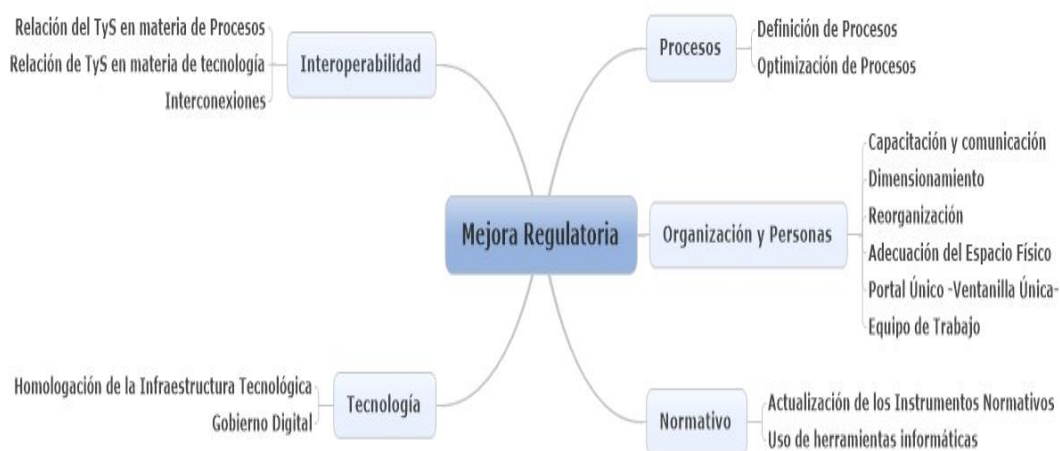 Relación del TyS en materia de Procesos
Relación de TyS en materia de tecnología
Interconexiones
Interoperabilidad
Procesos
Definición de Procesos
Optimización de Procesos
Mejora Regulatoria
Organización y Personas
Capacitación y comunicación
Dimensionamiento
Reorganización
Adecuación del Espacio Físico
Portal Único -Ventanilla Única-
Equipo de Trabajo
Homologación de la Infraestructura Tecnológica
Gobierno Digital
Tecnología
Normativo
Actualización de los Instrumentos Normativos
Uso de herramientas informáticas